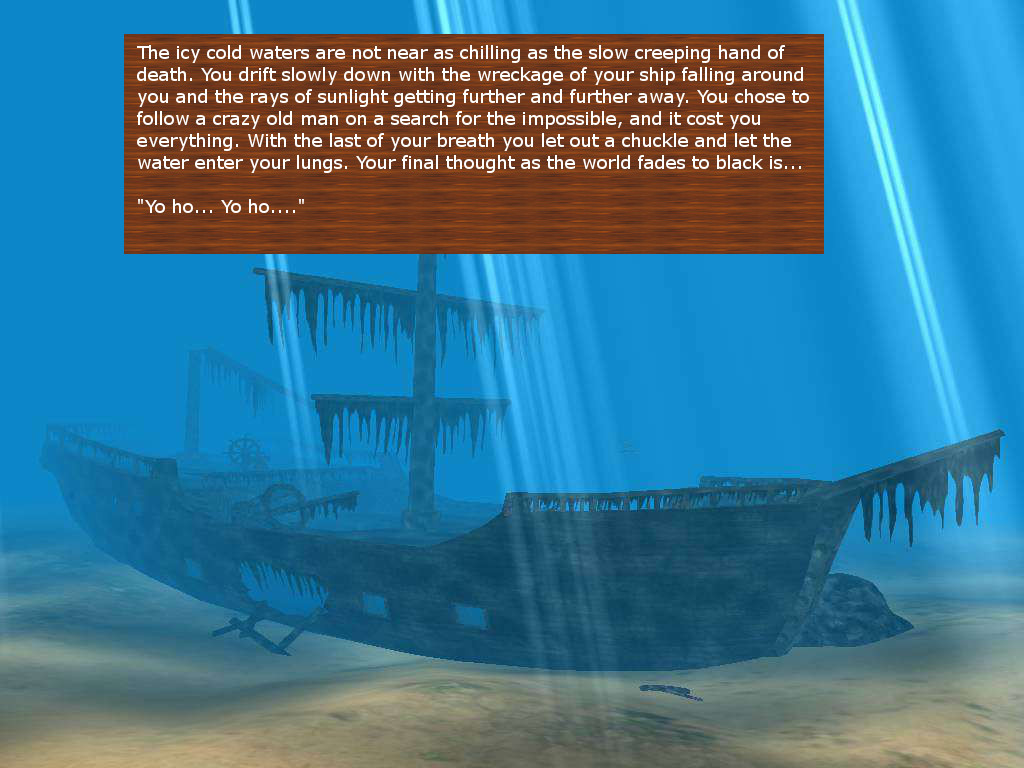 The icy cold waters are not near as chilling as the slow creeping hand of
death. You drift slowly down with the wreckage of your ship falling around
you and the rays of sunlight getting further and further away. You chose to
follow a crazy old man on a search for the impossible, and it cost you
everything. With the last of your breath you let out a chuckle and let the
water enter your lungs. Your final thought as the world fades to black is...
"Yo ho... Yo ho...."